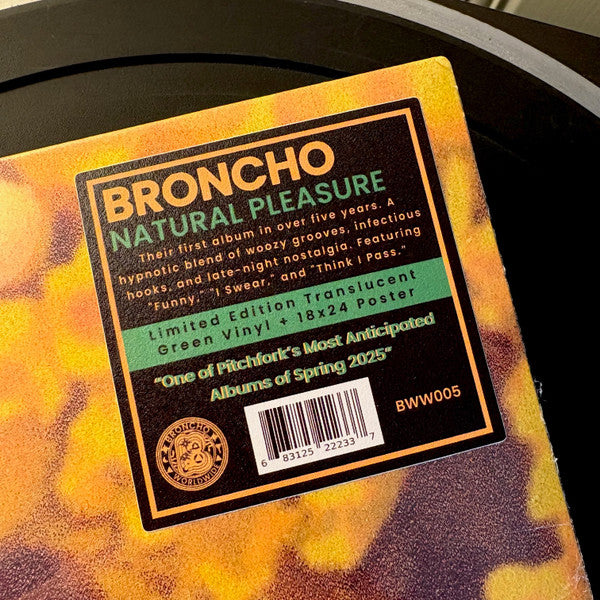 BRONCHO
NATURAL PLEASURE
Their first album in over five years. A
hypnotic blend of woozy grooves, infectious
hooks, and late-night nostalgia. Featuring
"Funny," "I Swear," and "Think I Pass."
Limited Edition Translucent
Green Vinyl + 18x24 Poster
"One of Pitchfork's Most Anticipated
Albums of Spring 2025"
BWW005
6 83125 22233 7
BRONCHO
WORLDWIDE